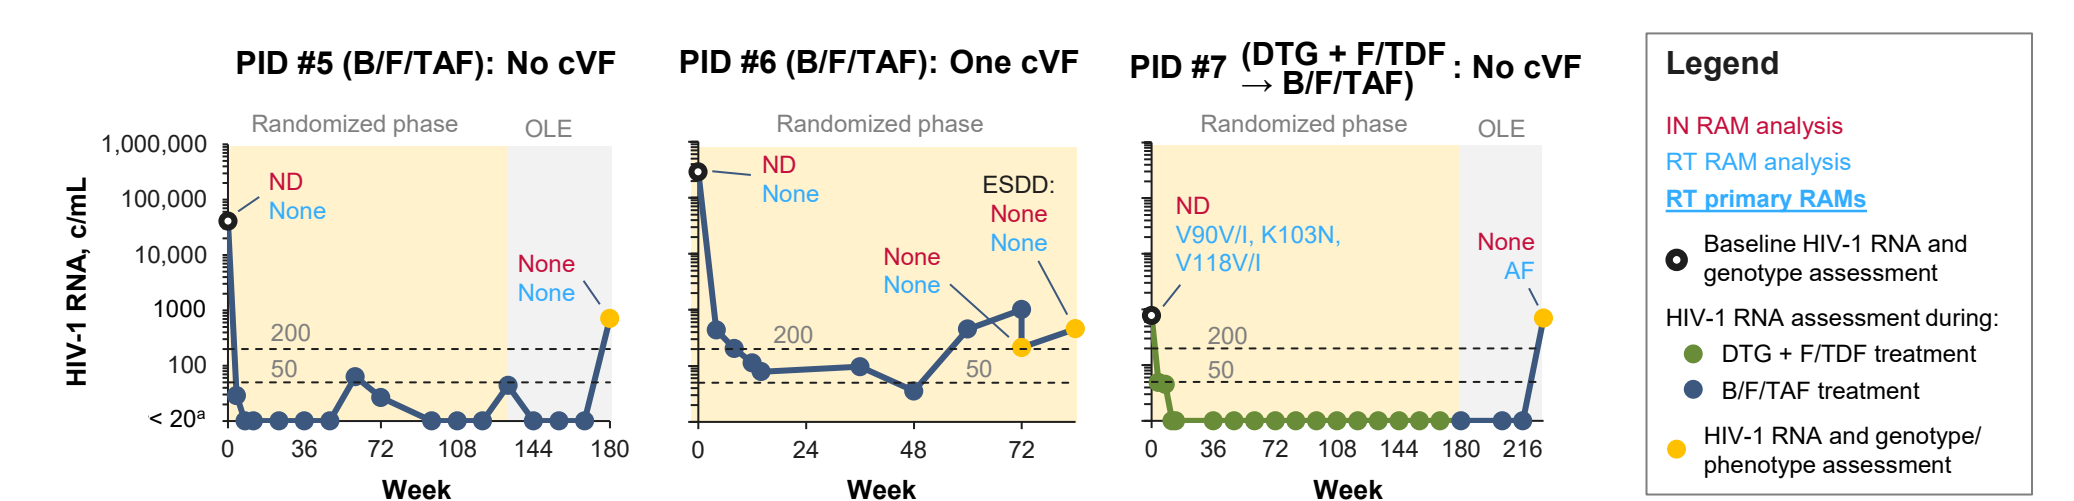 PID #5 (B/F/TAF): No cVF
Randomized phase
OLE
HIV-1 RNA, c/mL
1,000,000
100,000
10,000
1000
100
< 20a
ND
None
None
None
200
50
0 36 72 108 144 180
Week
PID #6 (B/F/TAF): One cVF
Randomized phase
ND
None
ESDD:
None
None
None
None
200
50
0 24 48 72
Week
PID #7 (DTG + F/TDF
→ B/F/TAF) : No cVF
Randomized phase
OLE
ND
V90V/I, K103N,
V118V/I
None
AF
200
50
0 36 72 108 144 180 216
Week
Legend
IN RAM analysis
RT RAM analysis
RT primary RAMs
Baseline HIV-1 RNA and
genotype assessment
HIV-1 RNA assessment during:
DTG + F/TDF treatment
B/F/TAF treatment
HIV-1 RNA and genotype/
phenotype assessment